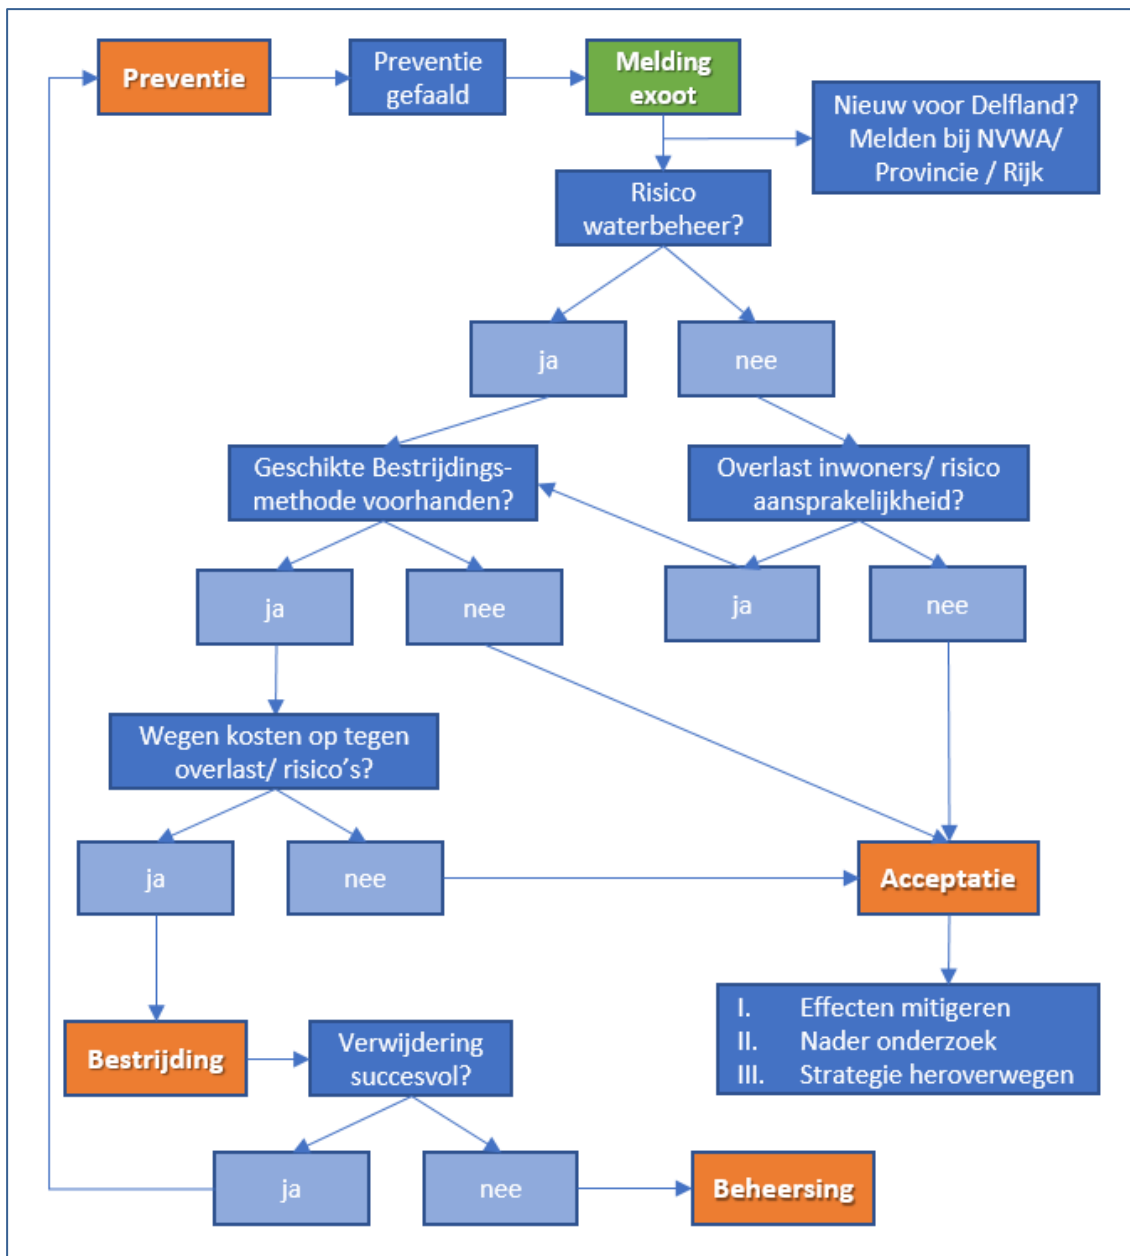 Preventie
Preventie
gefaald
Melding
exoot
Nieuw voor Delfland?
Melden bij NVWA/
Provincie / Rijk
Risico
waterbeheer?
ja
nee
Geschikte Bestrijdings-
methode voorhanden?
Overlast inwoners/ risico
aansprakelijkheid?
ja
nee
ja
nee
Wegen kosten op tegen
overlast/ risico's?
ja
nee
Acceptatie
I. Effecten mitigeren
II. Nader onderzoek
III. Strategie heroverwegen
Bestrijding
Verwijdering
succesvol?
ja
nee
Beheersing